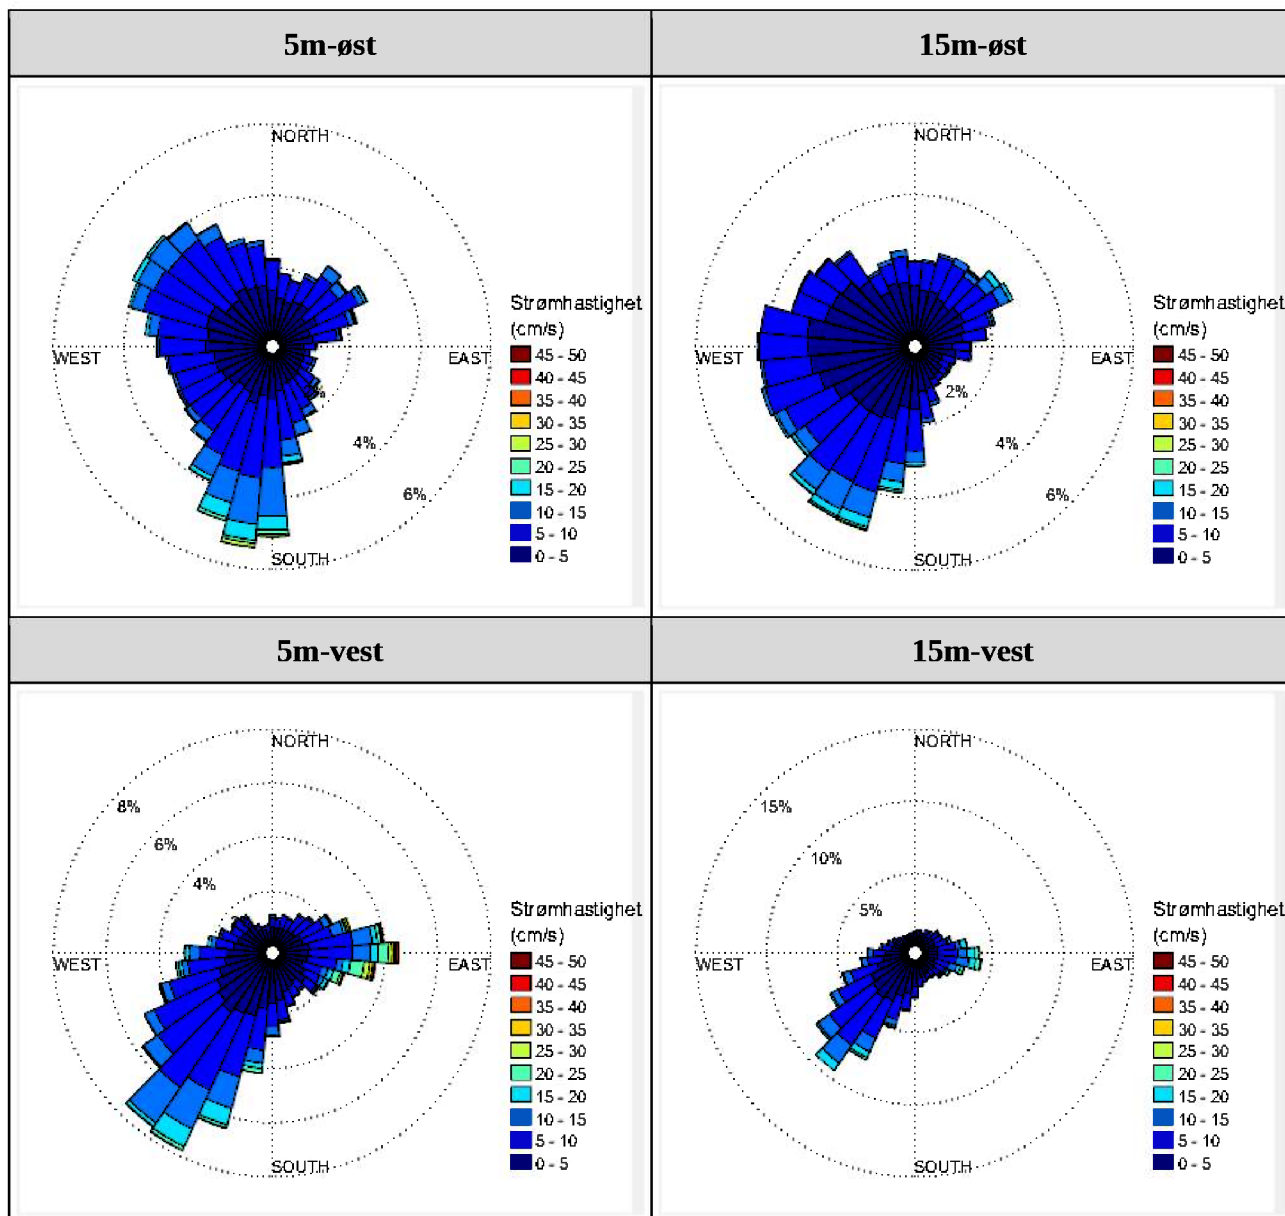 5m-øst
15m-øst
NORTH
WEST
EAST
SOUTH
4%
6%
Strømhastighet
(cm/s)
45 - 50
40 - 45
35 - 40
30 - 35
25 - 30
20 - 25
15 - 20
10 - 15
5 - 10
0 - 5
NORTH
WEST
EAST
SOUTH
2%
4%
6%
Strømhastighet
(cm/s)
45 - 50
40 - 45
35 - 40
30 - 35
25 - 30
20 - 25
15 - 20
10 - 15
5 - 10
0 - 5
5m-vest
15m-vest
NORTH
8%
6%
4%
WEST
EAST
SOUTH
Strømhastighet
(cm/s)
45 - 50
40 - 45
35 - 40
30 - 35
25 - 30
20 - 25
15 - 20
10 - 15
5 - 10
0 - 5
NORTH
15%
10%
5%
WEST
EAST
SOUTH
Strømhastighet
(cm/s)
45 - 50
40 - 45
35 - 40
30 - 35
25 - 30
20 - 25
15 - 20
10 - 15
5 - 10
0 - 5